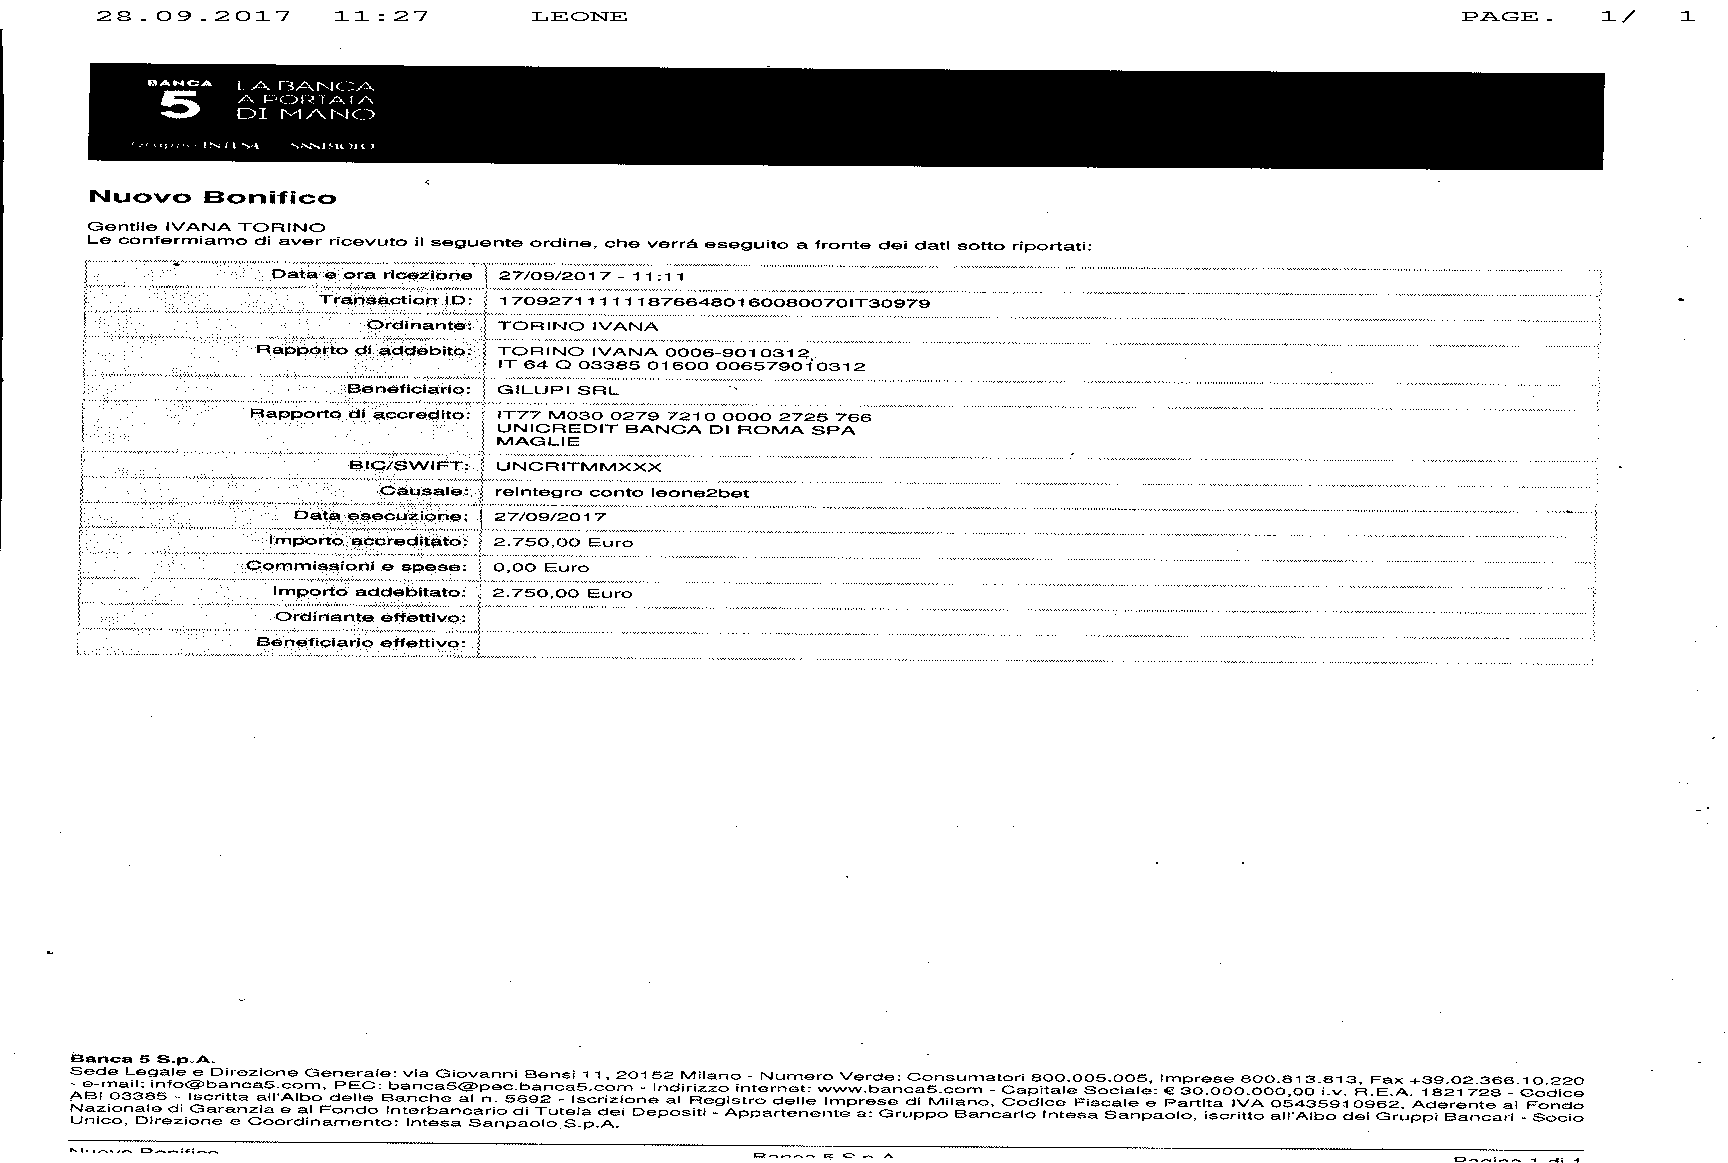 28.09.2017 11:27 LEONE PAGE. 1/ 1
BANCA 5 LA BANCA
A PORTATA
DI MANO
Gruppo INTESA SANPAOLO
Nuovo Bonifico
Gentile IVANA TORINO
Le confermiamo di aver ricevuto il seguente ordine, che verrá eseguito a fronte dei dati sotto riportati:
Data e ora ricezione 27/09/2017 - 11:11
Transaction ID: 1709271111118766480160080070IT30979
Ordinante: TORINO IVANA
Rapporto di addebito: TORINO IVANA 0006-9010312,
IT 64 Q 03385 01600 006579010312
Beneficiario: GILUPI SRL
Rapporto di accredito: IT77 M030 0279 7210 0000 2725 766
UNICREDIT BANCA DI ROMA SPA
MAGLIE
BIC/SWIFT: UNCRITMMXXX
Causale: reintegro conto leone2bet
Data esecuzione: 27/09/2017
Importo accreditato: 2.750,00 Euro
Commissioni e spese: 0,00 Euro
Importo addebitato: 2.750,00 Euro
Ordinante effettivo:
Beneficiario effettivo:
Banca 5 S.p.A.
Sede Legale e Direzione Generale: via Giovanni Bensi 11, 20152 Milano - Numero Verde: Consumatori 800.005.005, Imprese 800.813.813, Fax +39.02.366.10.220
- e-mail: info@banca5.com, PEC: banca5@pec.banca5.com - Indirizzo internet: www.banca5.com - Capitale Sociale: € 30.000.000,00 i.v. R.E.A. 1821728 - Codice
ABI 03385 - Iscritta all'Albo delle Banche al n. 5692 - Iscrizione al Registro delle Imprese di Milano, Codice Fiscale e Partita IVA 05435910962, Aderente al Fondo
Nazionale di Garanzia e al Fondo Interbancario di Tutela dei Depositi - Appartenente a: Gruppo Bancario Intesa Sanpaolo, iscritto all'Albo dei Gruppi Bancari - Socio
Unico, Direzione e Coordinamento: Intesa Sanpaolo S.p.A.
Nuovo Bonifico Banca 5 S.p.A. Pagina 1 di 1